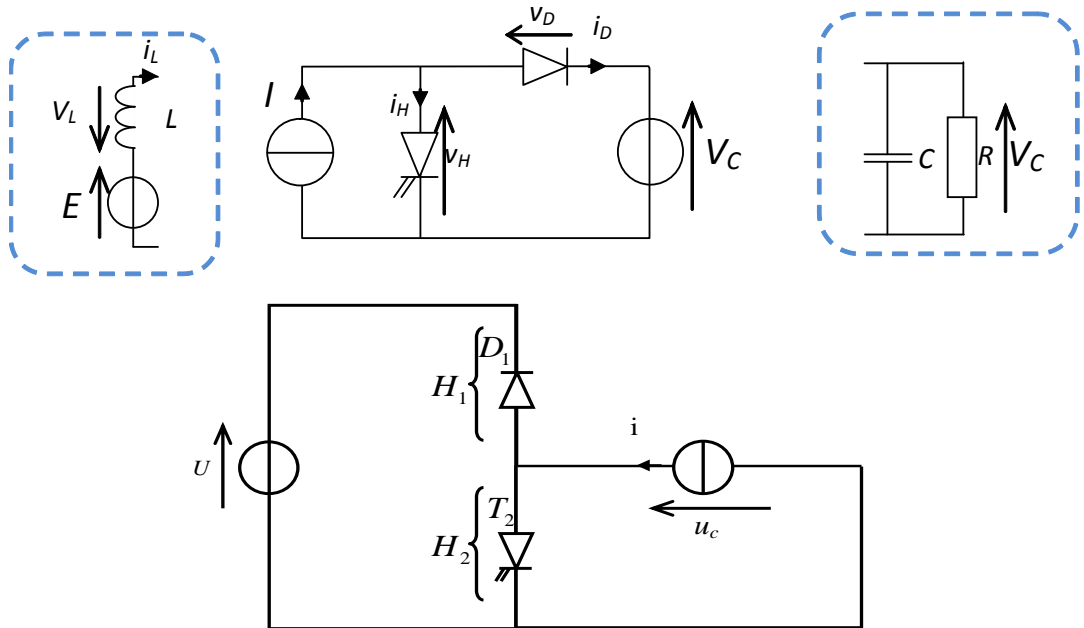 i_L
V_L
L
E
I
i_H
v_H
v_D
i_D
V_C
C
R
V_C
D_1
H_1
i
U
T_2
H_2
u_c